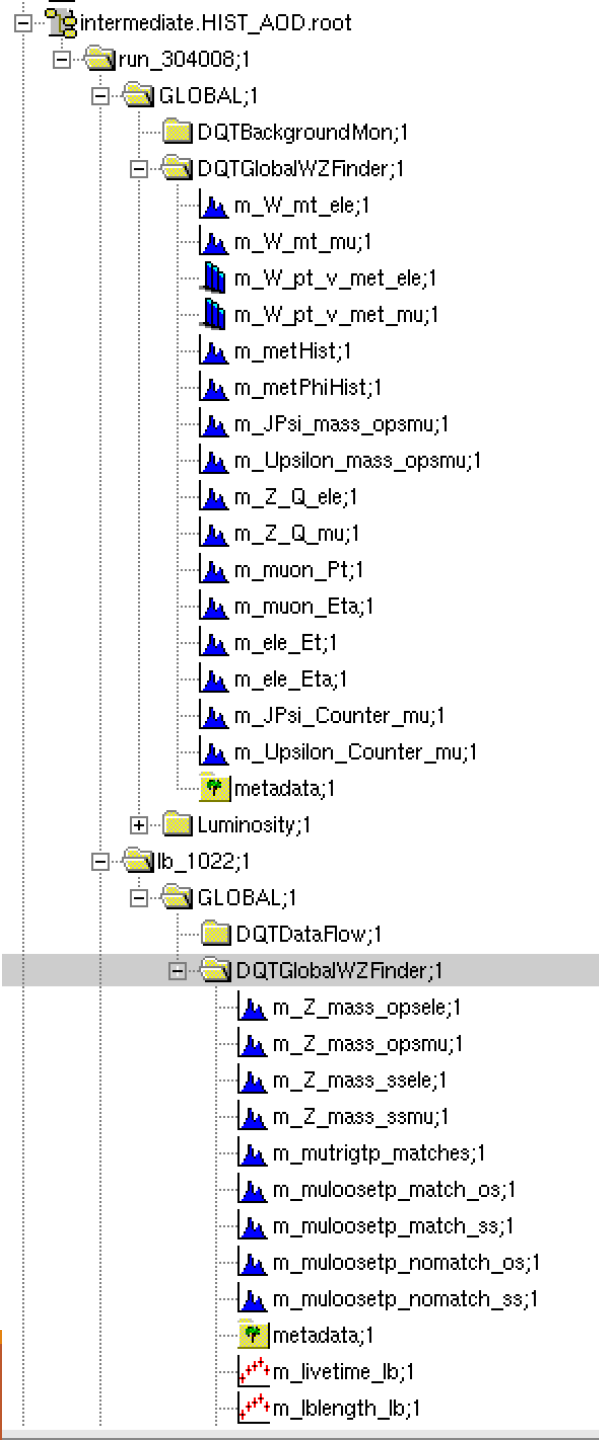 intermediate.HIST_AOD.root
run_304008;1
GLOBAL;1
DQTBackgroundMon;1
DQTGlobalWZFinder;1
m_W_mt_ele;1
m_W_mt_mu;1
m_W_pt_v_met_ele;1
m_W_pt_v_met_mu;1
m_metHist;1
m_metPhiHist;1
m_JPsi_mass_opsmu;1
m_Upsilon_mass_opsmu;1
m_Z_Q_ele;1
m_Z_Q_mu;1
m_muon_Pt;1
m_muon_Eta;1
m_ele_Et;1
m_ele_Eta;1
m_JPsi_Counter_mu;1
m_Upsilon_Counter_mu;1
metadata;1
Luminosity;1
lb_1022;1
GLOBAL;1
DQTDataFlow;1
DQTGlobalWZFinder;1
m_Z_mass_opsele;1
m_Z_mass_opsmu;1
m_Z_mass_ssele;1
m_Z_mass_ssmu;1
m_mutrigtp_matches;1
m_muloosetp_match_os;1
m_muloosetp_match_ss;1
m_muloosetp_nomatch_os;1
m_muloosetp_nomatch_ss;1
metadata;1
m_livetime_lb;1
m_lblength_lb;1